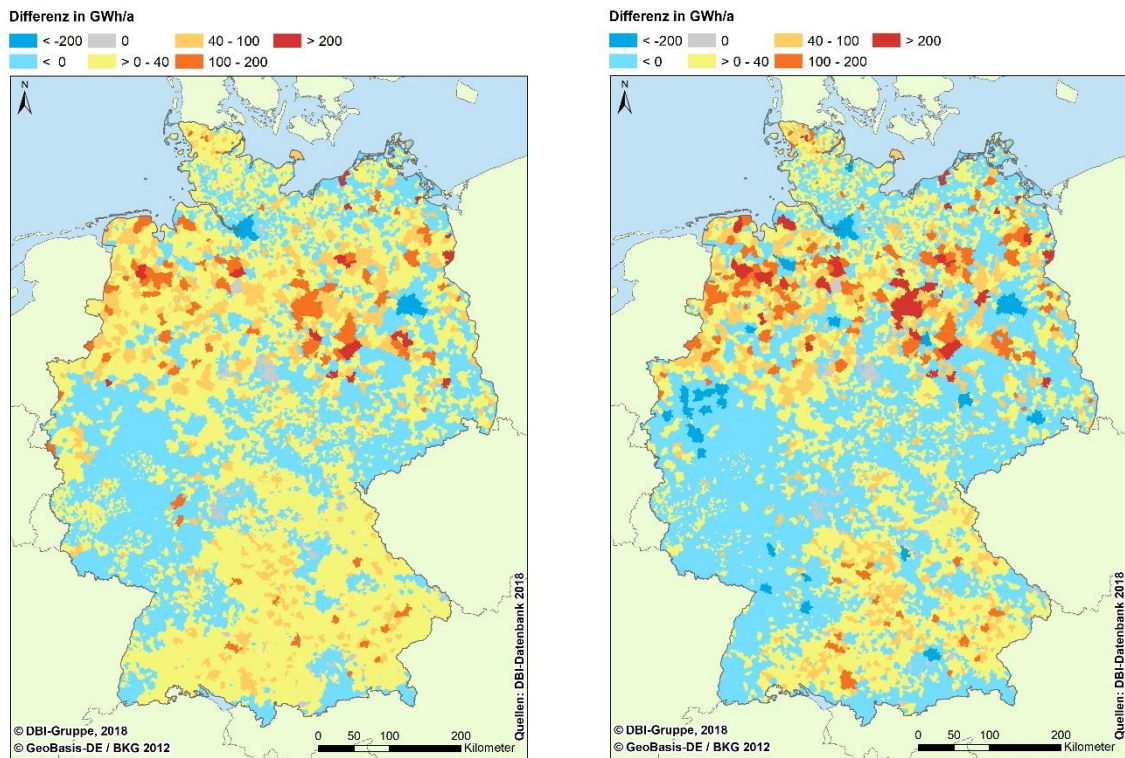 Differenz in GWh/a
< -200 0 40 - 100 > 200
< 0 > 0 - 40 100 - 200
N
Quellen: DBI-Datenbank 2018
© DBI-Gruppe, 2018
© GeoBasis-DE / BKG 2012
0 50 100 200
Kilometer
Differenz in GWh/a
< -200 0 40 - 100 > 200
< 0 > 0 - 40 100 - 200
N
Quellen: DBI-Datenbank 2018
© DBI-Gruppe, 2018
© GeoBasis-DE / BKG 2012
0 50 100 200
Kilometer